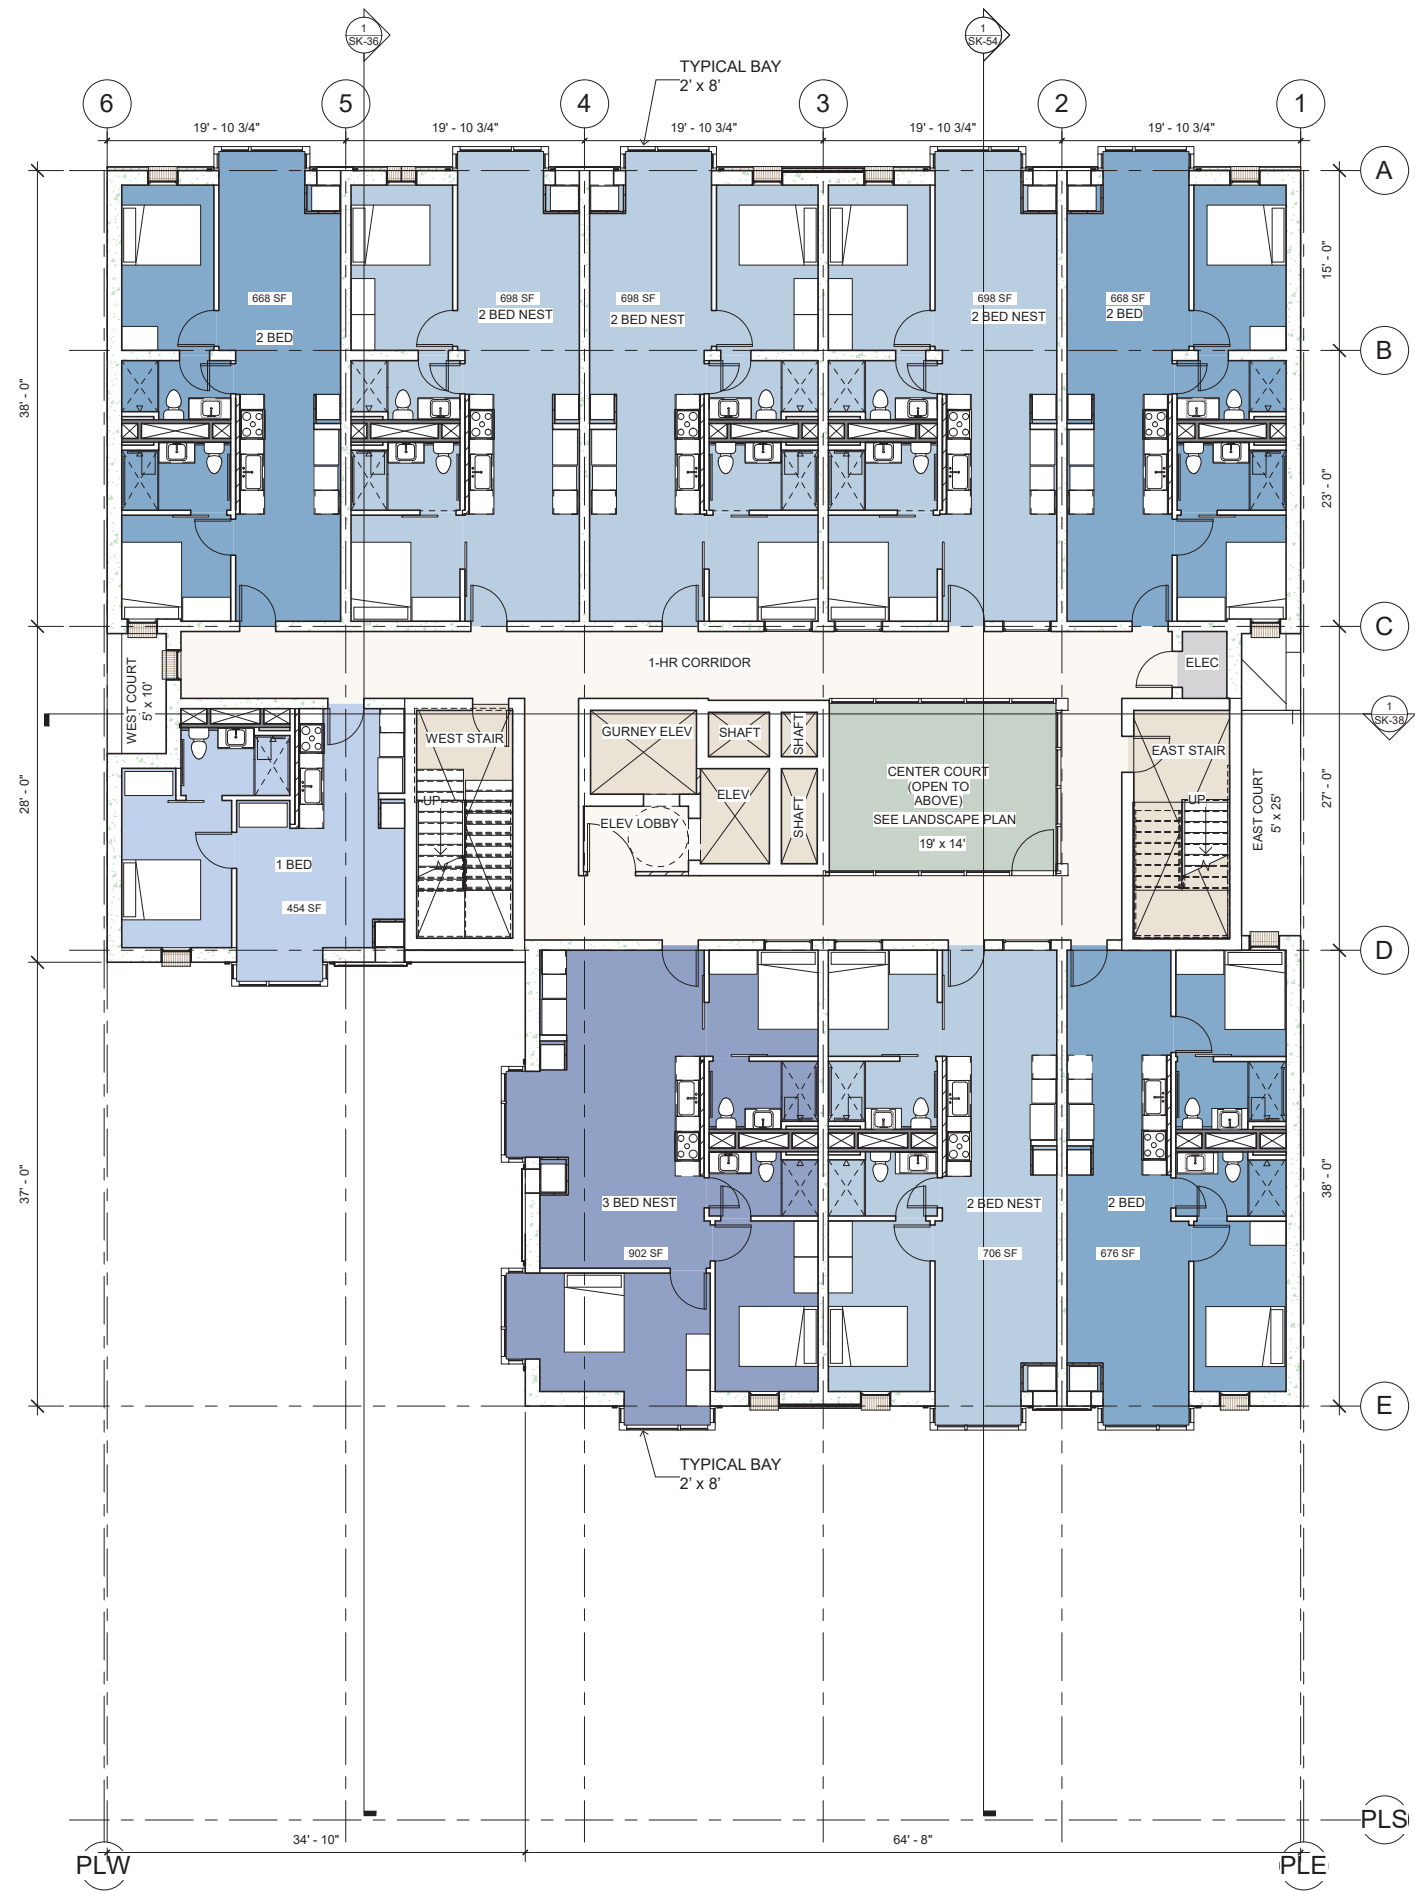 1
SK-36
1
SK-54
TYPICAL BAY
2' x 8'
6
5
4
3
2
1
19' - 10 3/4"
19' - 10 3/4"
19' - 10 3/4"
19' - 10 3/4"
19' - 10 3/4"
A
15' - 0"
668 SF
2 BED
698 SF
2 BED NEST
698 SF
2 BED NEST
698 SF
2 BED NEST
668 SF
2 BED
B
38' - 0"
23' - 0"
C
1-HR CORRIDOR
ELEC
WEST COURT
5' x 10'
1
SK-38
WEST STAIR
UP
GURNEY ELEV
SHAFT
SHAFT
ELEV
SHAFT
ELEV LOBBY
CENTER COURT
(OPEN TO
ABOVE)
SEE LANDSCAPE PLAN
19' x 14'
EAST STAIR
UP
EAST COURT
5' x 25'
28' - 0"
27' - 0"
1 BED
454 SF
D
37' - 0"
38' - 0"
3 BED NEST
902 SF
2 BED NEST
706 SF
2 BED
676 SF
E
TYPICAL BAY
2' x 8'
PLS
34' - 10"
64' - 8"
PLW
PLE